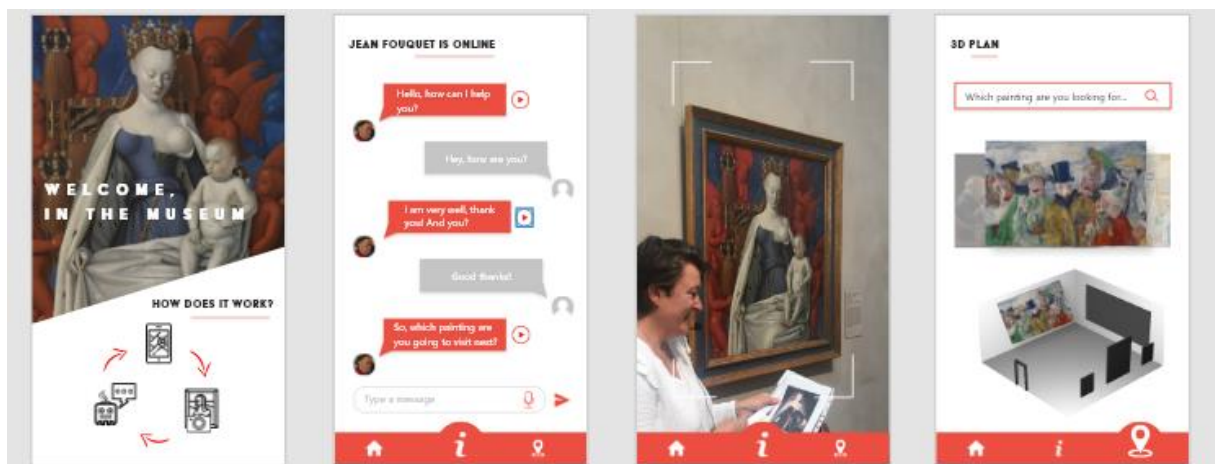 WELCOME,
IN THE MUSEUM
HOW DOES IT WORK?
JEAN FOUQUET IS ONLINE
Hello, how can I help
you?
Hey, how are you?
I am very well, thank
you! And you?
Good thanks!
So, which painting are
you going to visit next?
Type a message
i
i
3D PLAN
Which painting are you looking for...
i